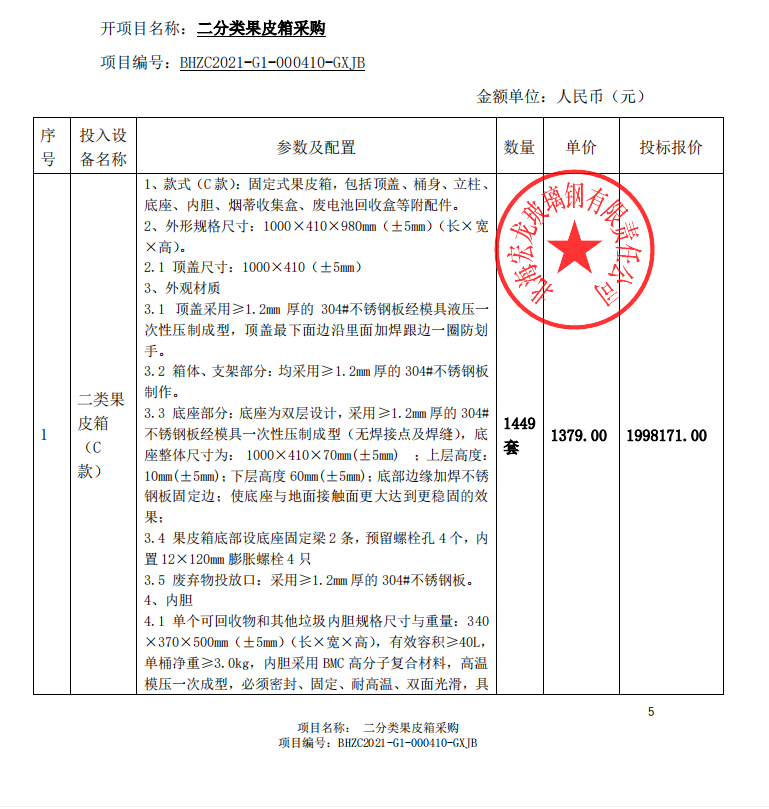 开项目名称：二分类果皮箱采购
项目编号：BHZC2021-G1-000410-GXJB
金额单位：人民币（元）
序号
投入设备名称
参数及配置
数量
单价
投标报价
1
二类果
皮箱
（C
款）
1、款式（C 款）：固定式果皮箱，包括顶盖、桶身、立柱、
底座、内胆、烟蒂收集盒、废电池回收盒等附配件。
2、外形规格尺寸：1000×410×980mm（±5mm）（长×宽
×高）。
2.1 顶盖尺寸：1000×410（±5mm）
3、外观材质
3.1 顶盖采用≥1.2mm 厚的 304#不锈钢板经模具液压一
次性压制成型，顶盖最下面边沿里面加焊跟边一圈防划
手。
3.2 箱体、支架部分：均采用≥1.2mm 厚的 304#不锈钢板
制作。
3.3 底座部分：底座为双层设计，采用≥1.2mm 厚的 304#
不锈钢板经模具一次性压制成型（无焊接点及焊缝），底
座整体尺寸为：1000×410×70mm(±5mm) ；上层高度：
10mm(±5mm)；下层高度 60mm(±5mm)；底部边缘加焊不锈
钢板固定边；使底座与地面接触面更大达到更稳固的效
果；
3.4 果皮箱底部设底座固定梁 2 条，预留螺栓孔 4 个，内
置 12×120mm 膨胀螺栓 4 只
3.5 废弃物投放口：采用≥1.2mm 厚的 304#不锈钢板。
4、内胆
4.1 单个可回收物和其他垃圾内胆规格尺寸与重量：340
×370×500mm（±5mm）（长×宽×高），有效容积≥40L，
单桶净重≥3.0kg，内胆采用 BMC 高分子复合材料，高温
模压一次成型，必须密封、固定、耐高温、双面光滑，具
1449
套
1379.00
1998171.00
北海宏龙玻璃钢有限责任公司
5
项目名称： 二分类果皮箱采购
项目编号：BHZC2021-G1-000410-GXJB